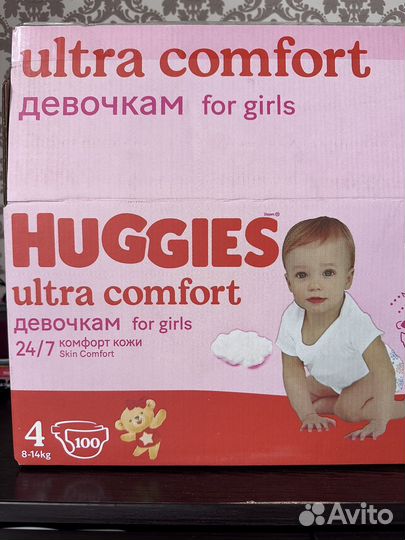 ultra comfort
девочкам for girls
HUGGIES
ultra comfort
девочкам for girls
24/7 комфорт кожи
Skin Comfort
4 100
8-14kg
Avito